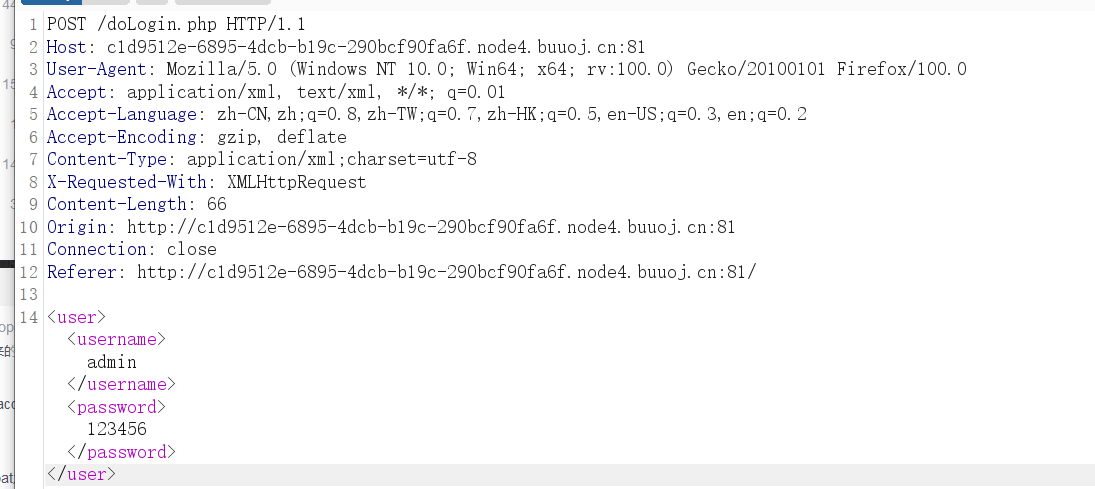 1 POST /doLogin.php HTTP/1.1
2 Host: c1d9512e-6895-4dcb-b19c-290bcf90fa6f.node4.buuoj.cn:81
3 User-Agent: Mozilla/5.0 (Windows NT 10.0; Win64; x64; rv:100.0) Gecko/20100101 Firefox/100.0
4 Accept: application/xml, text/xml, */*; q=0.01
5 Accept-Language: zh-CN,zh;q=0.8,zh-TW;q=0.7,zh-HK;q=0.5,en-US;q=0.3,en;q=0.2
6 Accept-Encoding: gzip, deflate
7 Content-Type: application/xml;charset=utf-8
8 X-Requested-With: XMLHttpRequest
9 Content-Length: 66
10 Origin: http://c1d9512e-6895-4dcb-b19c-290bcf90fa6f.node4.buuoj.cn:81
11 Connection: close
12 Referer: http://c1d9512e-6895-4dcb-b19c-290bcf90fa6f.node4.buuoj.cn:81/
13
14 <user>
<username>
admin
</username>
<password>
123456
</password>
</user>